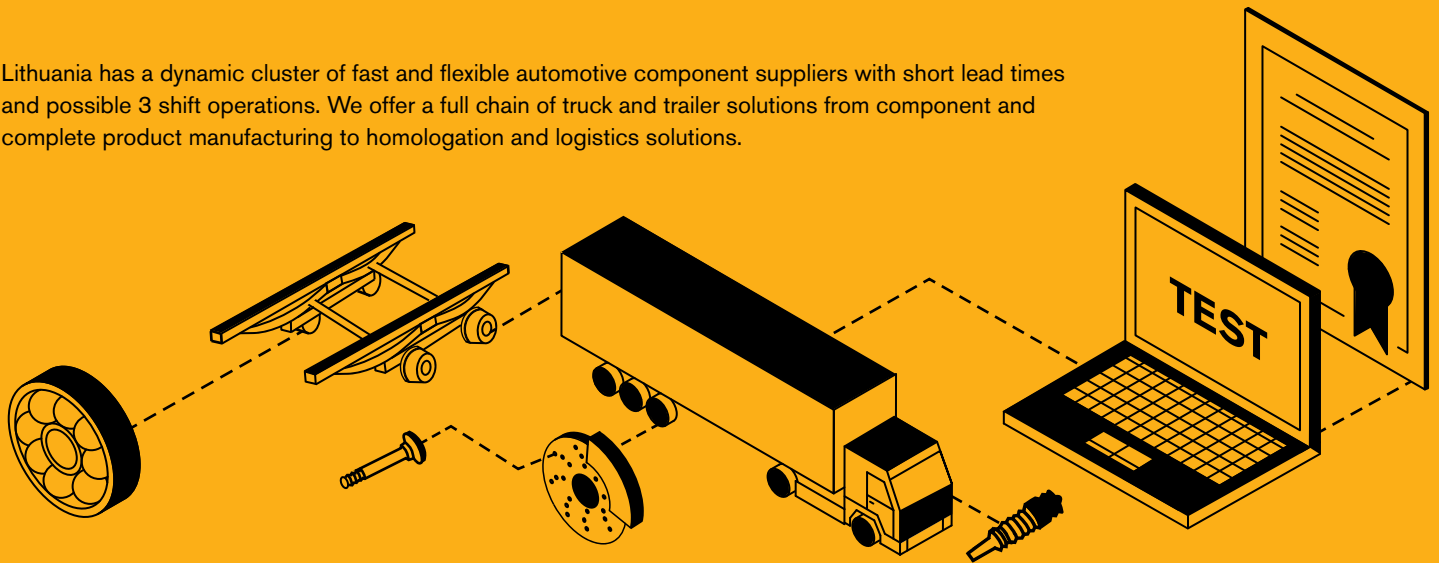 Lithuania has a dynamic cluster of fast and flexible automotive component suppliers with short lead times
and possible 3 shift operations. We offer a full chain of truck and trailer solutions from component and
complete product manufacturing to homologation and logistics solutions.
TEST